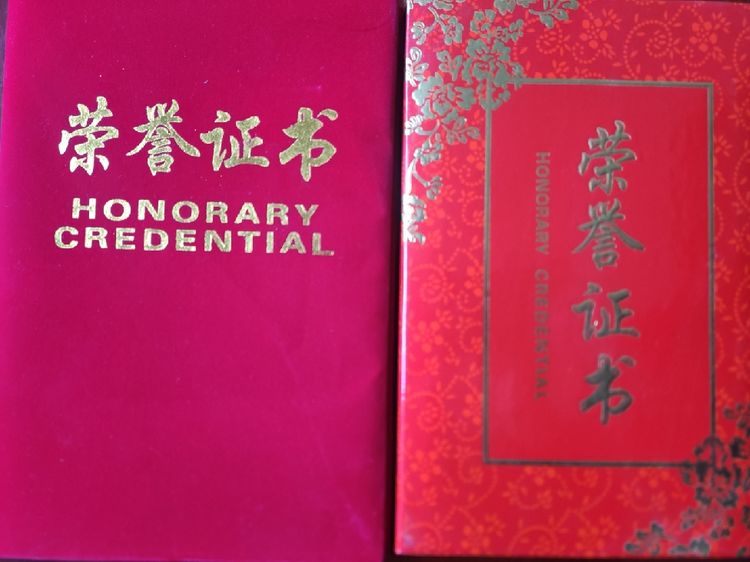 荣誉证书
HONORARY
CREDENTIAL
荣誉证书
HONORARY CREDENTIAL